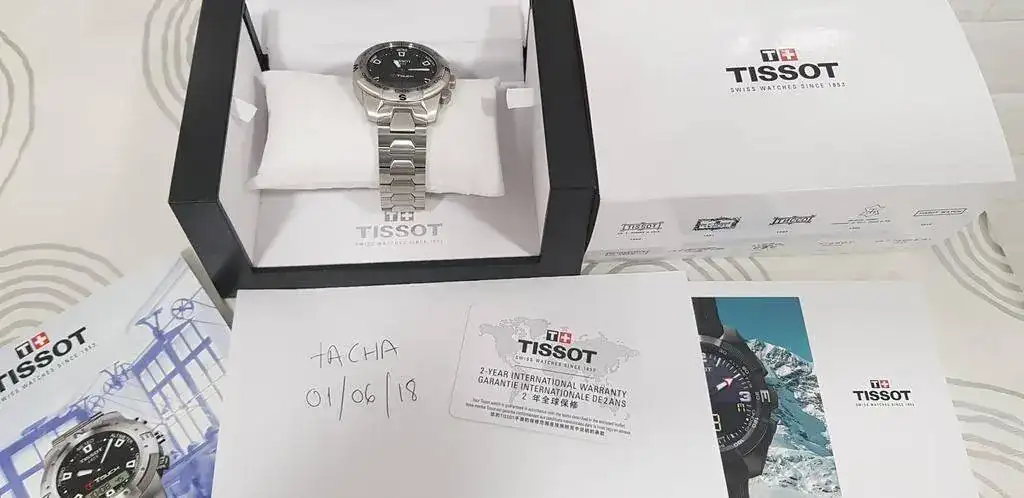 TISSOT
SWISS WATCHES SINCE 1853
TISSOT
TISSOT
SWISS WATCHES SINCE 1853
TISSOT
SWISS WATCHES SINCE 1853
T-TOUCH
tACHA
01/06/18
TISSOT
SWISS WATCHES SINCE 1853
2-YEAR INTERNATIONAL WARRANTY
GARANTIE INTERNATIONALE DE 2 ANS
2 年全球保修
TISSOT
SWISS WATCHES SINCE 1853